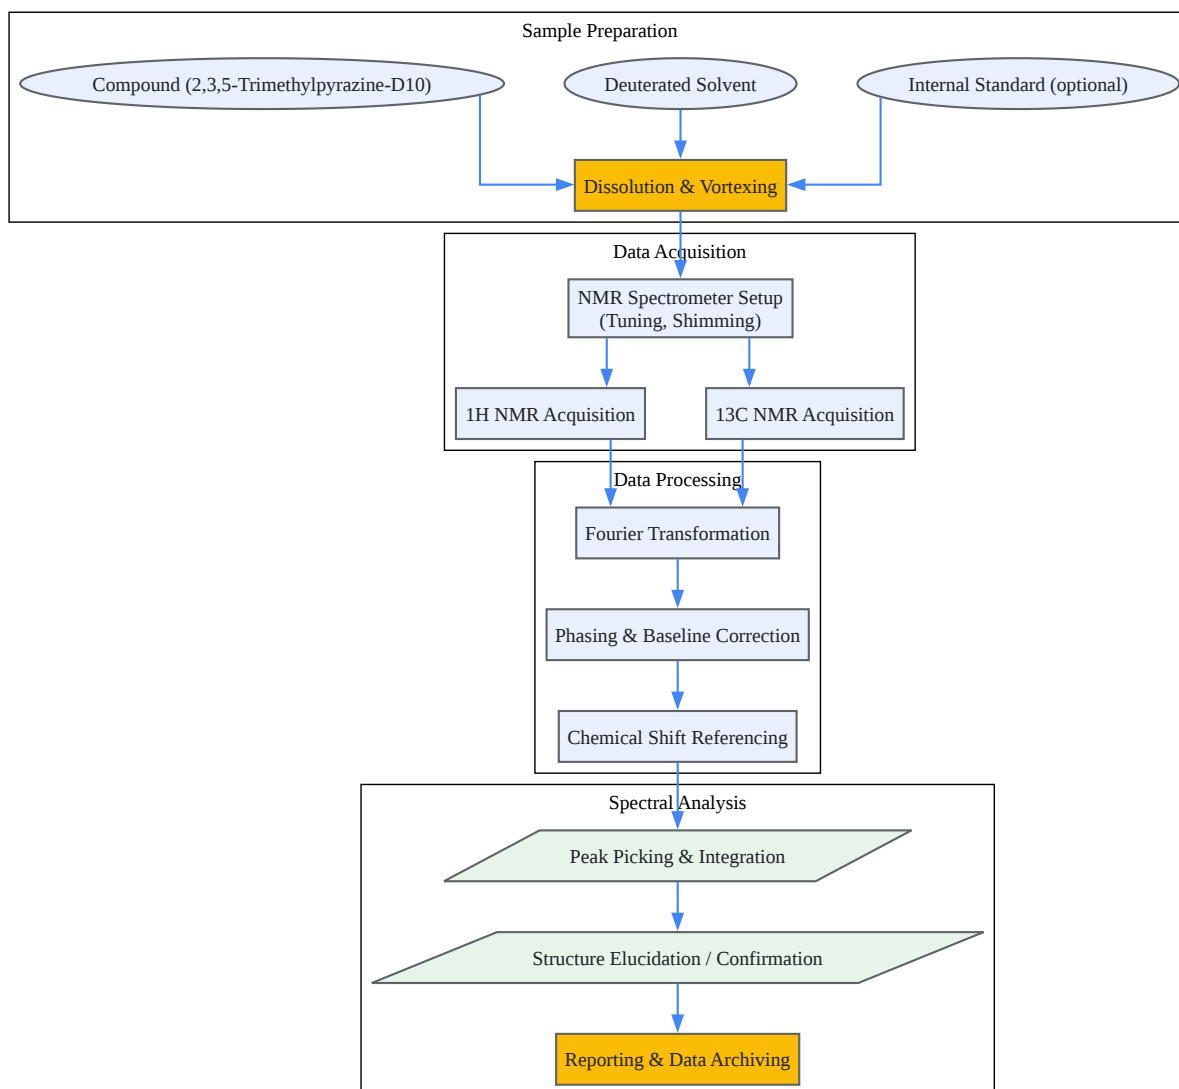 Sample Preparation
Compound (2,3,5-Trimethylpyrazine-D10)
Deuterated Solvent
Internal Standard (optional)
Dissolution & Vortexing
Data Acquisition
NMR Spectrometer Setup
(Tuning, Shimming)
1H NMR Acquisition
13C NMR Acquisition
Data Processing
Fourier Transformation
Phasing & Baseline Correction
Chemical Shift Referencing
Spectral Analysis
Peak Picking & Integration
Structure Elucidation / Confirmation
Reporting & Data Archiving